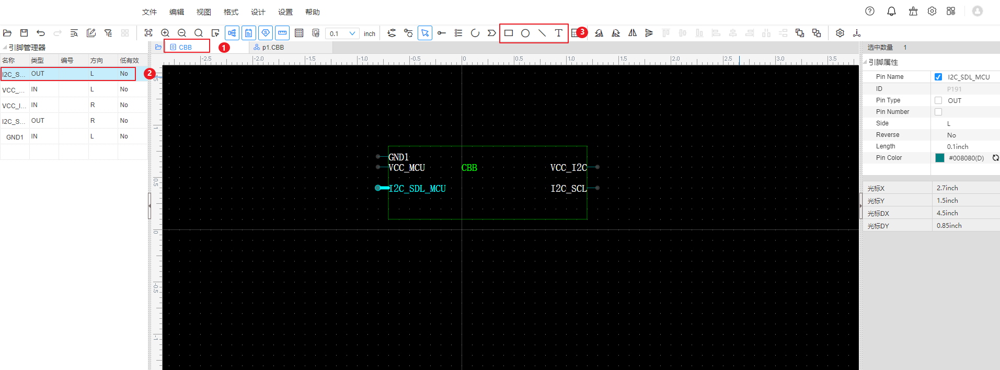 文件 编辑 视图 格式 设计 设置 帮助
0.1 inch 3
引脚管理器 CBB 1 p1.CBB 选中数量 1
名称 类型 编号 方向 低有效 -2.5 -2.0 -1.5 -1.0 -0.5 0 0.5 1.0 1.5 2.0 2.5 3.0 3.5 引脚属性
I2C_S... OUT L No 2
VCC_... IN L No
VCC_I... IN R No
I2C_S... OUT R No
GND1 IN L No
1
0.5
0
-0.5
-1
GND1
VCC_MCU CBB VCC_I2C
I2C_SDL_MCU I2C_SCL
Pin Name I2C_SDL_MCU
ID P191
Pin Type OUT
Pin Number
Side L
Reverse No
Length 0.1inch
Pin Color #008080(D)
光标X 2.7inch
光标Y 1.5inch
光标DX 4.5inch
光标DY 0.85inch